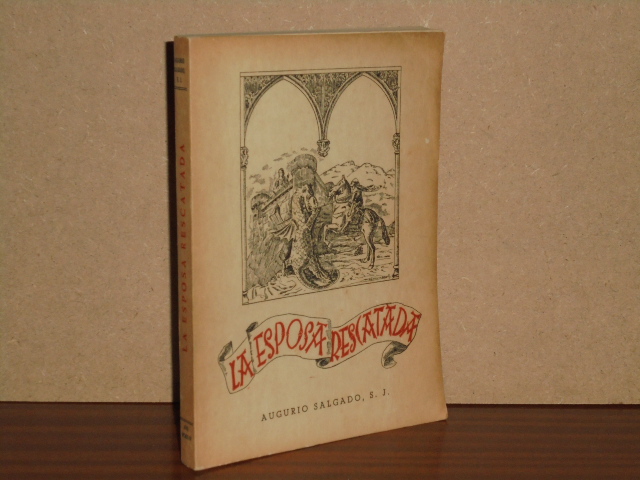 LA ESPOSA RESCATADA
AUGURIO SALGADO, S. J.
LA ESPOSA RESCATADA